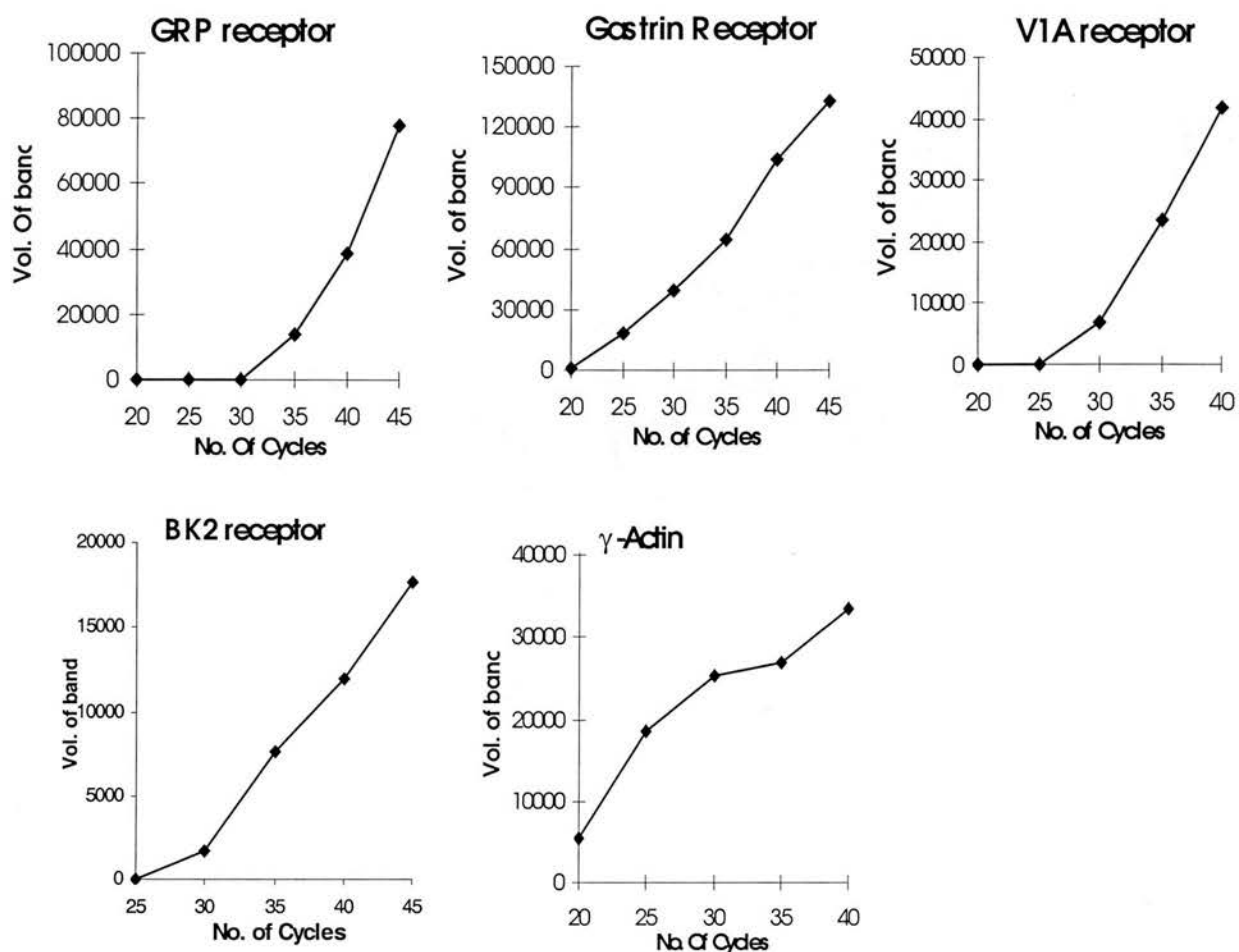 GRP receptor
100000
80000
60000
40000
20000
0
Vol. Of banc
20 25 30 35 40 45
No. Of Cycles
Gastrin Receptor
150000
120000
90000
60000
30000
0
Vol. of banc
20 25 30 35 40 45
No. of Cycles
V1A receptor
50000
40000
30000
20000
10000
0
Vol. of banc
20 25 30 35 40
No. of Cycles
BK2 receptor
20000
15000
10000
5000
0
Vol. of band
25 30 35 40 45
No. of Cycles
γ-Actin
40000
30000
20000
10000
0
Vol. of banc
20 25 30 35 40
No. Of Cycles